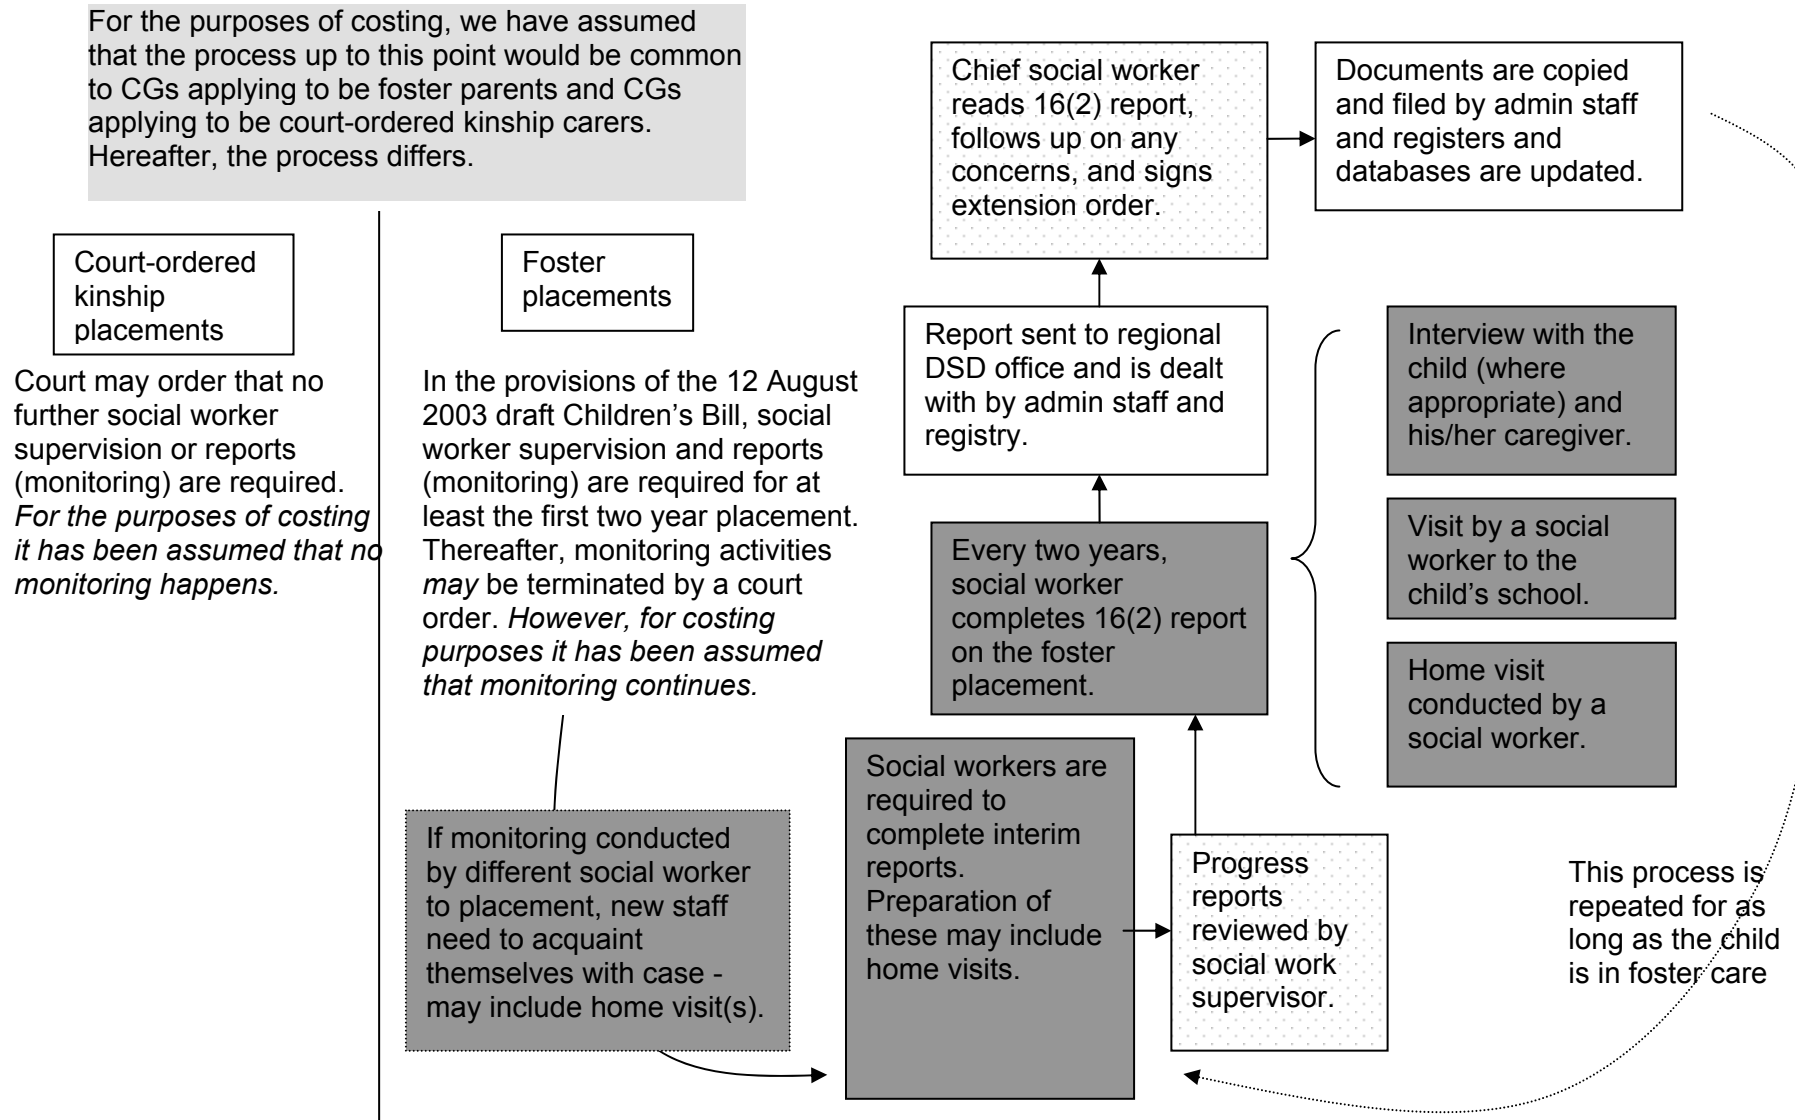 For the purposes of costing, we have assumed
that the process up to this point would be common
to CGs applying to be foster parents and CGs
applying to be court-ordered kinship carers.
Hereafter, the process differs.
Court-ordered
kinship
placements
Court may order that no
further social worker
supervision or reports
(monitoring) are required.
For the purposes of costing
it has been assumed that no
monitoring happens.
Foster
placements
In the provisions of the 12 August
2003 draft Children’s Bill, social
worker supervision and reports
(monitoring) are required for at
least the first two year placement.
Thereafter, monitoring activities
may be terminated by a court
order. However, for costing
purposes it has been assumed
that monitoring continues.
If monitoring conducted
by different social worker
to placement, new staff
need to acquaint
themselves with case -
may include home visit(s).
Social workers are
required to
complete interim
reports.
Preparation of
these may include
home visits.
Progress
reports
reviewed by
social work
supervisor.
Every two years,
social worker
completes 16(2) report
on the foster
placement.
Interview with the
child (where
appropriate) and
his/her caregiver.
Visit by a social
worker to the
child’s school.
Home visit
conducted by a
social worker.
Report sent to regional
DSD office and is dealt
with by admin staff and
registry.
Chief social worker
reads 16(2) report,
follows up on any
concerns, and signs
extension order.
Documents are copied
and filed by admin staff
and registers and
databases are updated.
This process is
repeated for as
long as the child
is in foster care